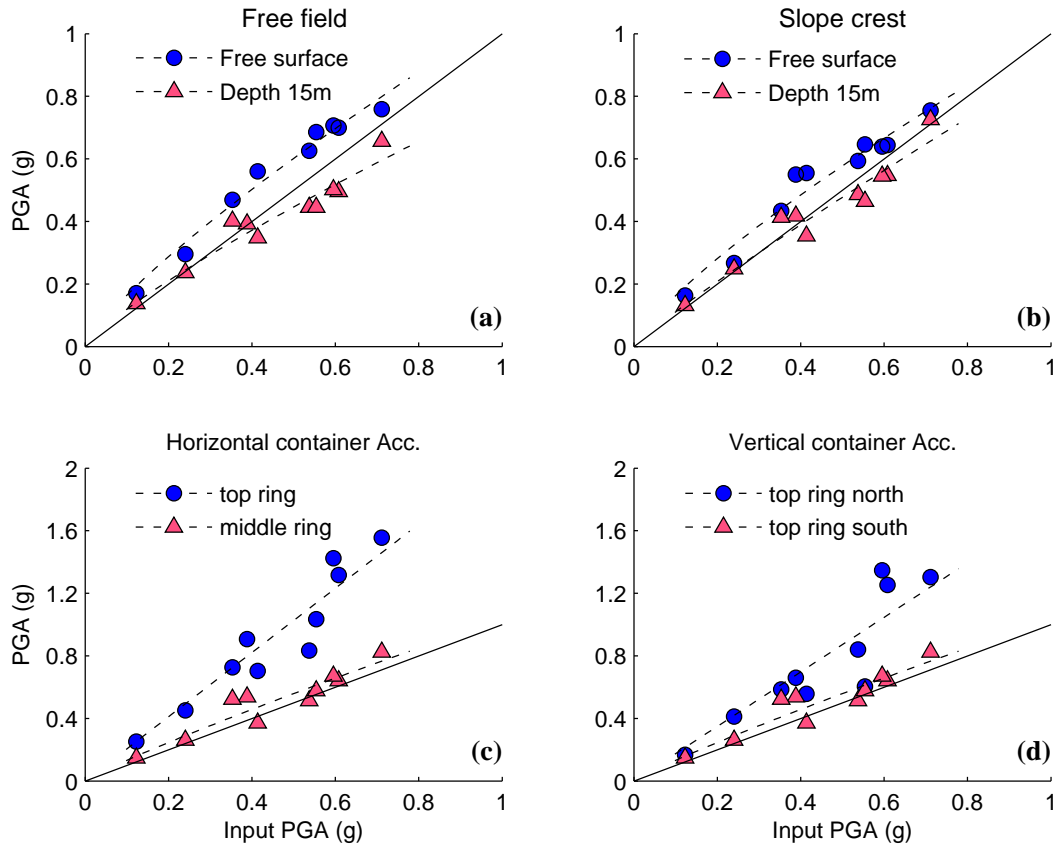 Free field
Free surface
Depth 15m
PGA (g)
1
0.8
0.6
0.4
0.2
0
0 0.2 0.4 0.6 0.8 1
(a)
Slope crest
Free surface
Depth 15m
1
0.8
0.6
0.4
0.2
0
0 0.2 0.4 0.6 0.8 1
(b)
Horizontal container Acc.
top ring
middle ring
PGA (g)
2
1.6
1.2
0.8
0.4
0
0 0.2 0.4 0.6 0.8 1
Input PGA (g)
(c)
Vertical container Acc.
top ring north
top ring south
2
1.6
1.2
0.8
0.4
0
0 0.2 0.4 0.6 0.8 1
Input PGA (g)
(d)